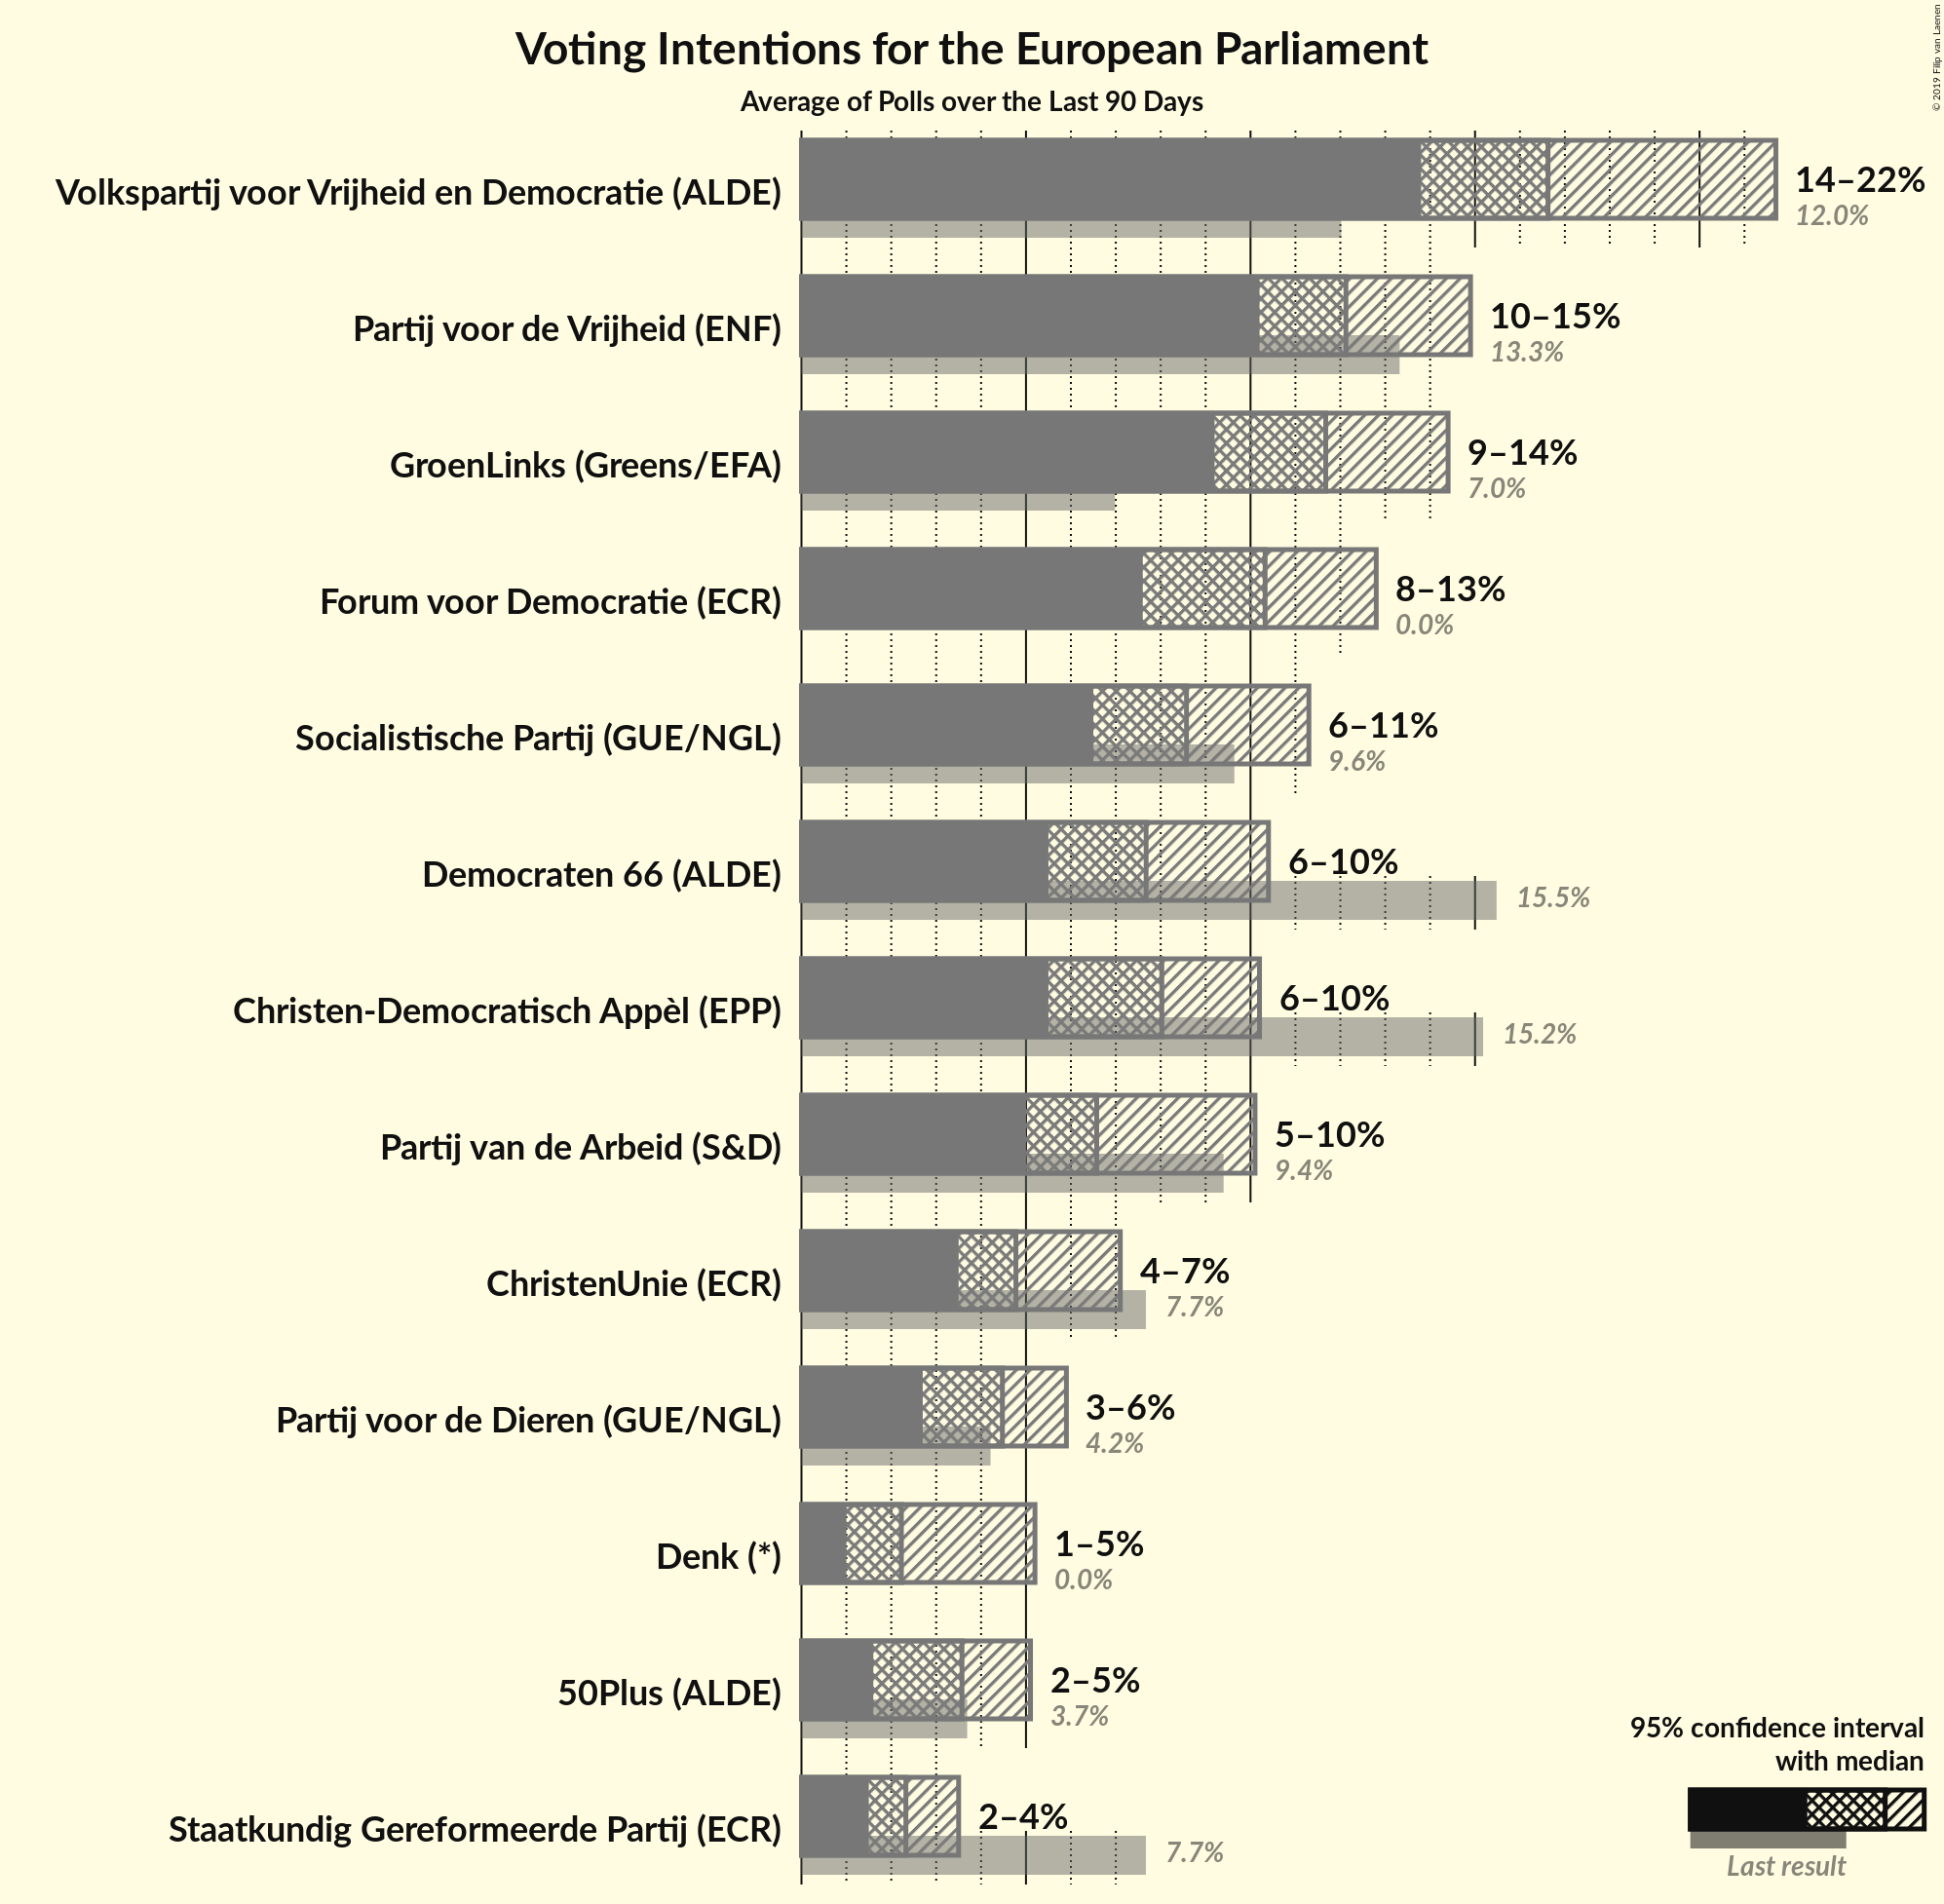 Voting Intentions for the European Parliament
Average of Polls over the Last 90 Days
© 2019 Filip van Laenen
Volkspartij voor Vrijheid en Democratie (ALDE)
14–22%
12.0%
Partij voor de Vrijheid (ENF)
10–15%
13.3%
GroenLinks (Greens/EFA)
9–14%
7.0%
Forum voor Democratie (ECR)
8–13%
0.0%
Socialistische Partij (GUE/NGL)
6–11%
9.6%
Democraten 66 (ALDE)
6–10%
15.5%
Christen-Democratisch Appèl (EPP)
6–10%
15.2%
Partij van de Arbeid (S&D)
5–10%
9.4%
ChristenUnie (ECR)
4–7%
7.7%
Partij voor de Dieren (GUE/NGL)
3–6%
4.2%
Denk (*)
1–5%
0.0%
50Plus (ALDE)
2–5%
3.7%
Staatkundig Gereformeerde Partij (ECR)
2–4%
7.7%
95% confidence interval
with median
Last result